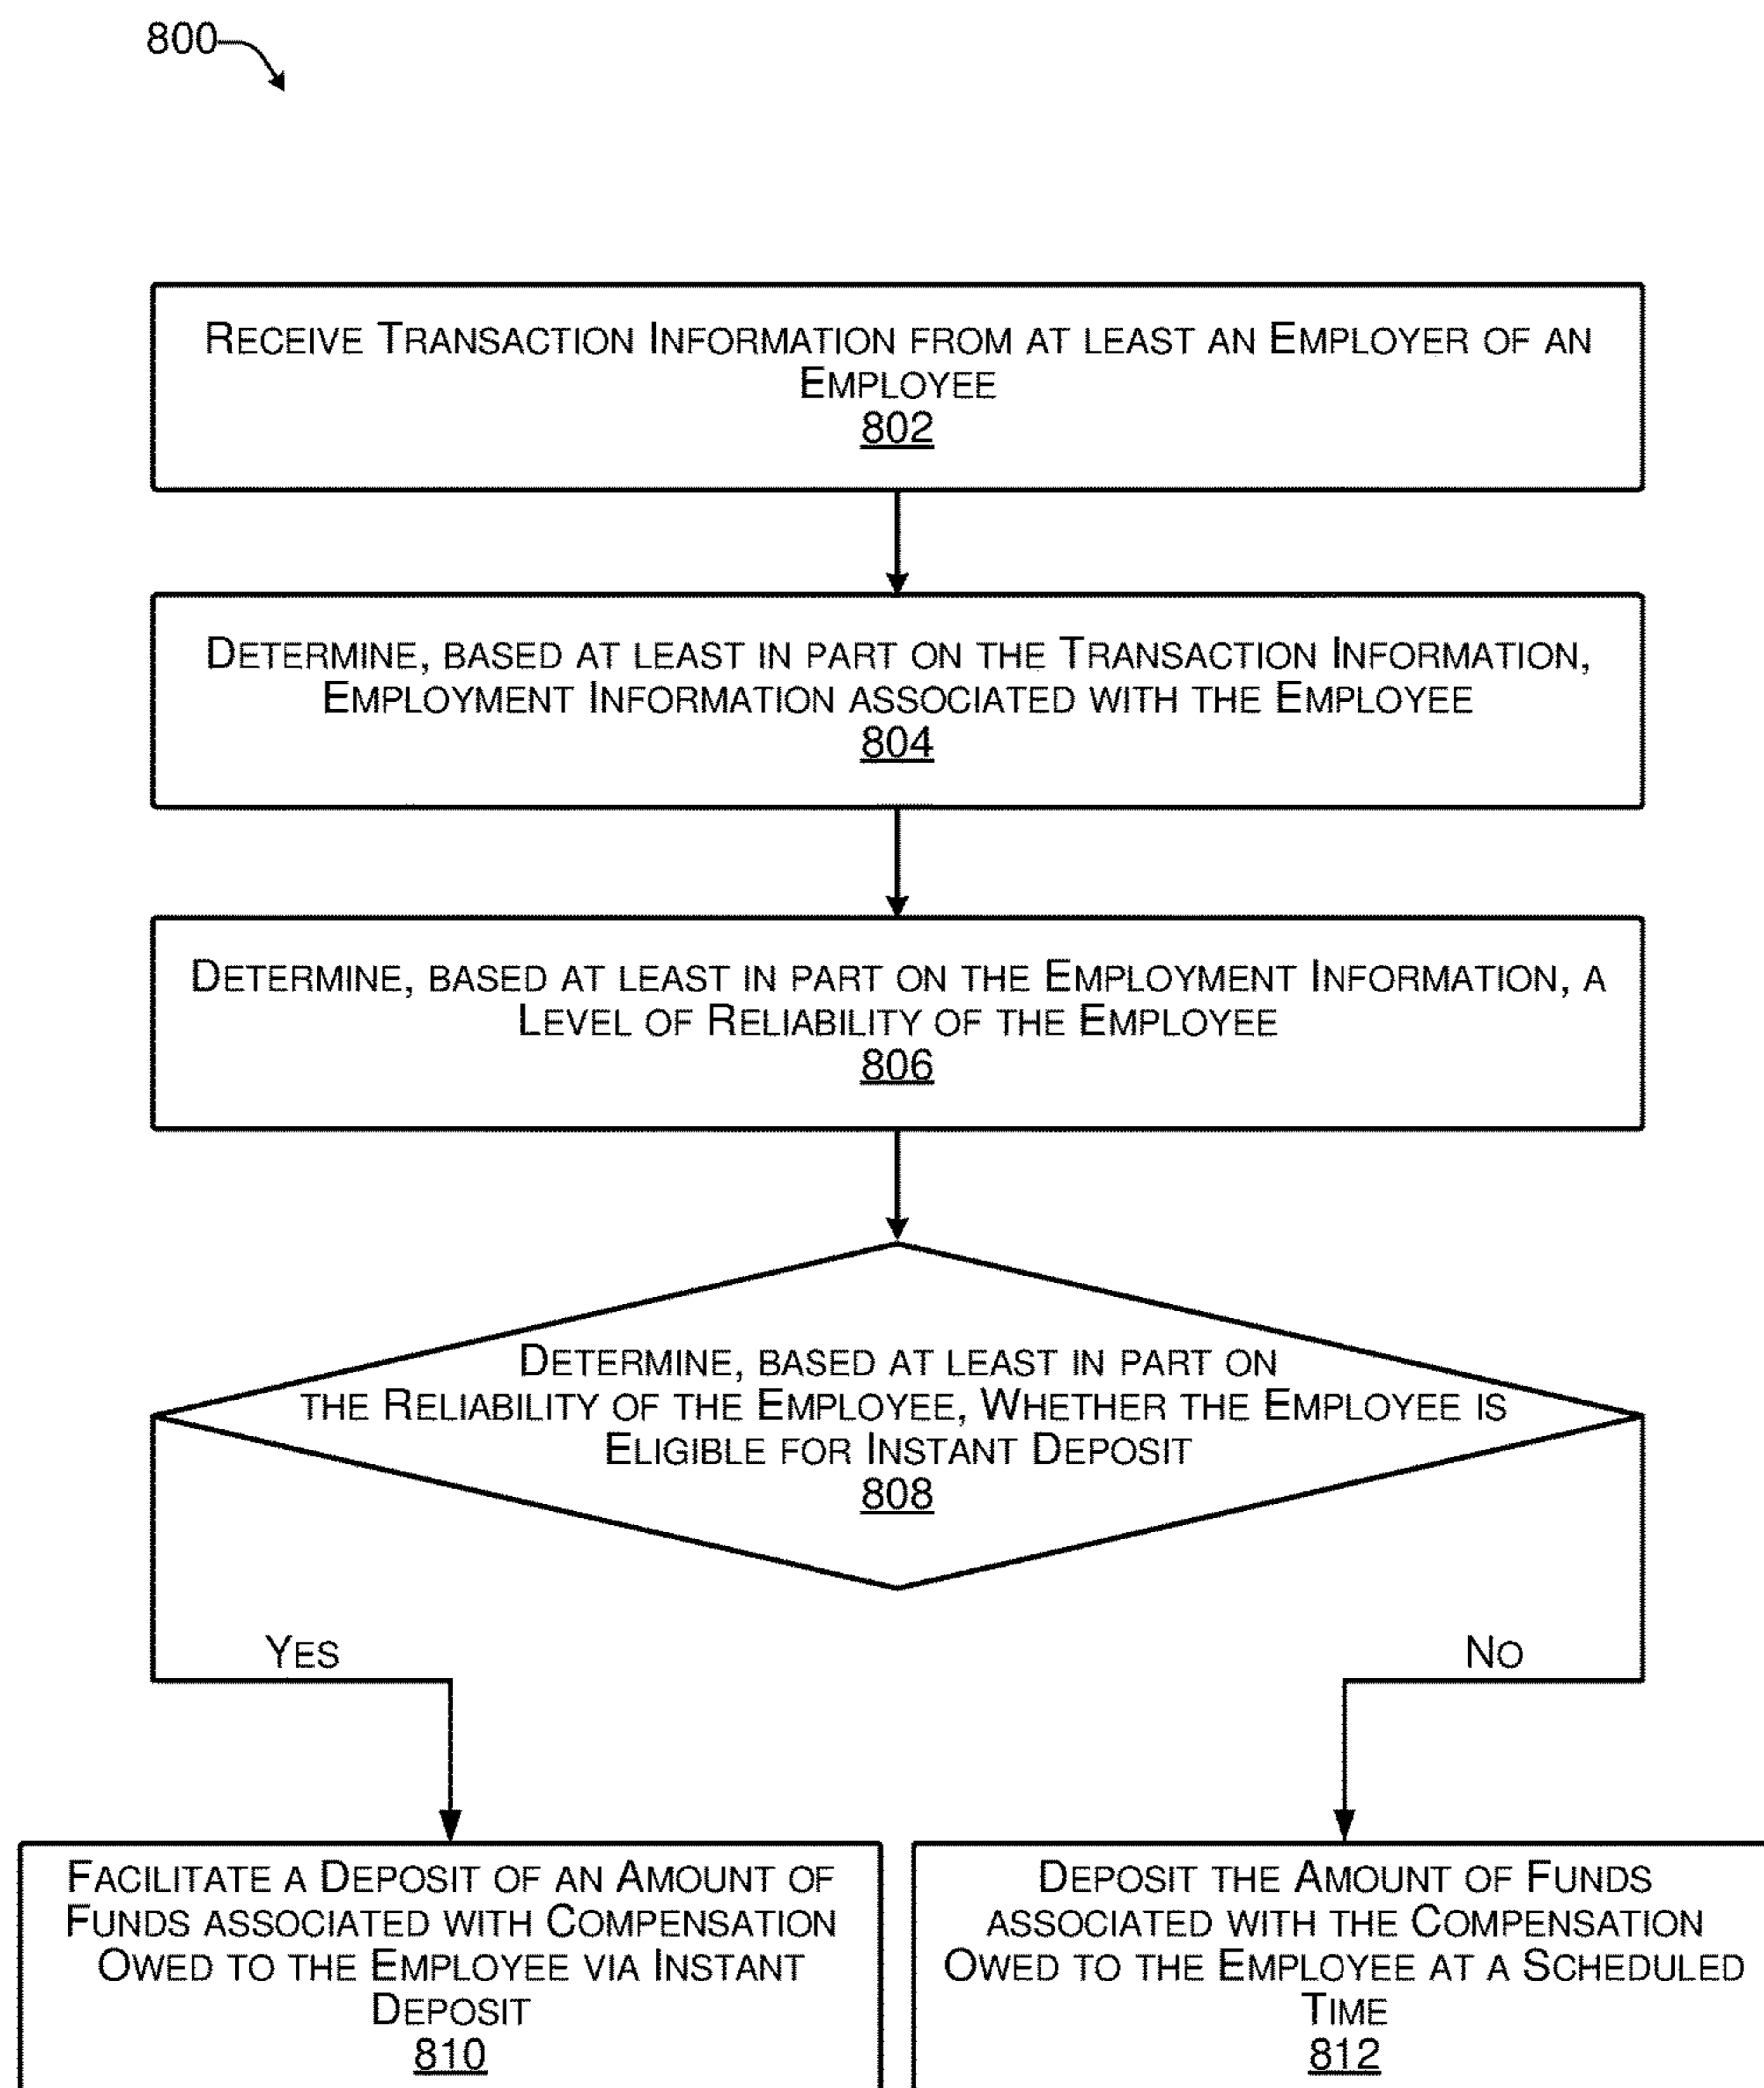 800
RECEIVE TRANSACTION INFORMATION FROM AT LEAST AN EMPLOYER OF AN
EMPLOYEE
802
DETERMINE, BASED AT LEAST IN PART ON THE TRANSACTION INFORMATION,
EMPLOYMENT INFORMATION ASSOCIATED WITH THE EMPLOYEE
804
DETERMINE, BASED AT LEAST IN PART ON THE EMPLOYMENT INFORMATION, A
LEVEL OF RELIABILITY OF THE EMPLOYEE
806
DETERMINE, BASED AT LEAST IN PART ON
THE RELIABILITY OF THE EMPLOYEE, WHETHER THE EMPLOYEE IS
ELIGIBLE FOR INSTANT DEPOSIT
808
YES
NO
FACILITATE A DEPOSIT OF AN AMOUNT OF
FUNDS ASSOCIATED WITH COMPENSATION
OWED TO THE EMPLOYEE VIA INSTANT
DEPOSIT
810
DEPOSIT THE AMOUNT OF FUNDS
ASSOCIATED WITH THE COMPENSATION
OWED TO THE EMPLOYEE AT A SCHEDULED
TIME
812